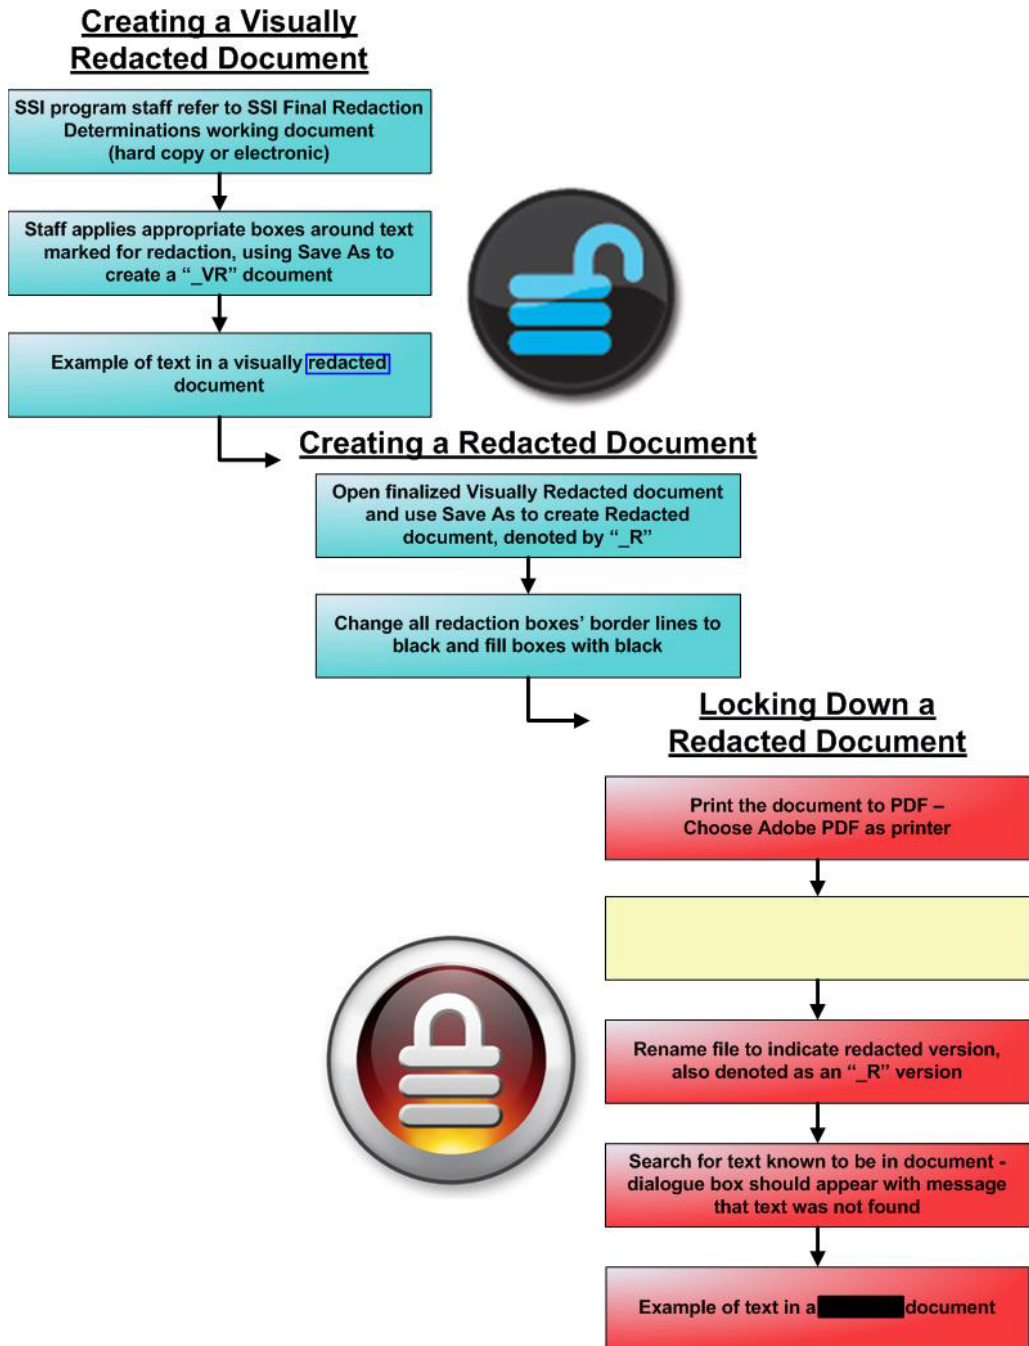 Creating a Visually
Redacted Document
SSI program staff refer to SSI Final Redaction
Determinations working document
(hard copy or electronic)
Staff applies appropriate boxes around text
marked for redaction, using Save As to
create a “_VR” dcoument
Example of text in a visually redacted
document
Creating a Redacted Document
Open finalized Visually Redacted document
and use Save As to create Redacted
document, denoted by “_R”
Change all redaction boxes’ border lines to
black and fill boxes with black
Locking Down a
Redacted Document
Print the document to PDF –
Choose Adobe PDF as printer
Rename file to indicate redacted version,
also denoted as an “_R” version
Search for text known to be in document -
dialogue box should appear with message
that text was not found
Example of text in a document